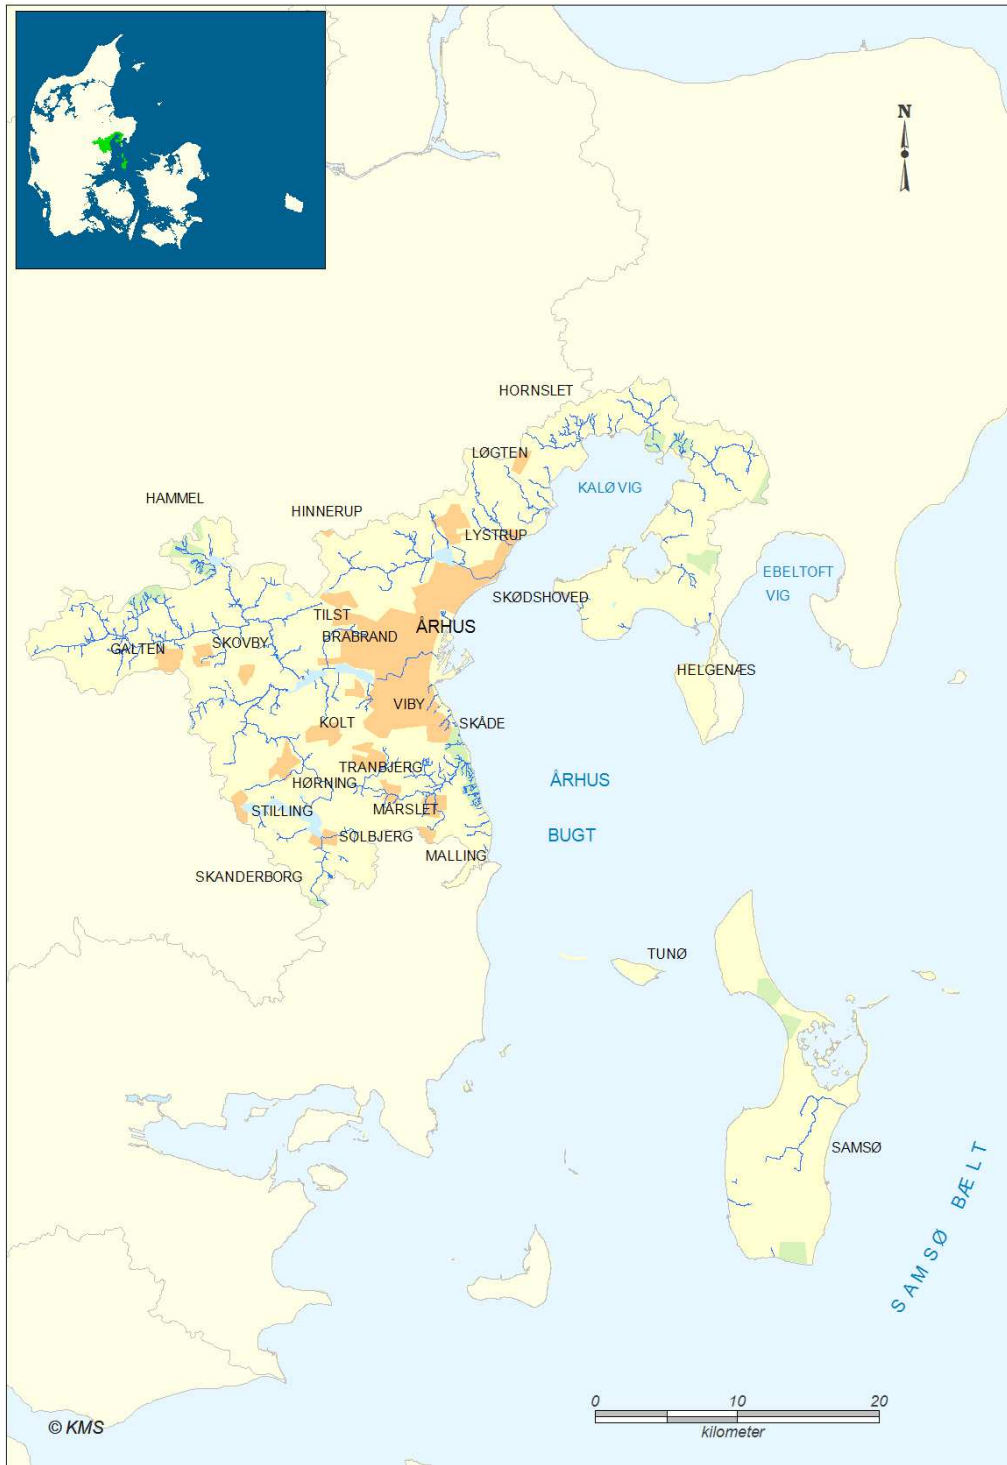 N
HORNSLET
LØGTEN
KALØ VIG
HAMMEL
HINNERUP
LYSTRUP
EBELTOFT
VIG
SKØDSHOVED
TILST
ÅRHUS
BRABRAND
SKOVBY
GALTEN
HELGENÆS
VIBY
KOLT
SKÅDE
TRANBJERG
ÅRHUS
HØRNING
STILLING
MÅRSLET
BUGT
SOLBJERG
MALLING
SKANDERBORG
TUNØ
SAMSØ
SAMSØ BÆLT
0 10 20
kilometer
© KMS